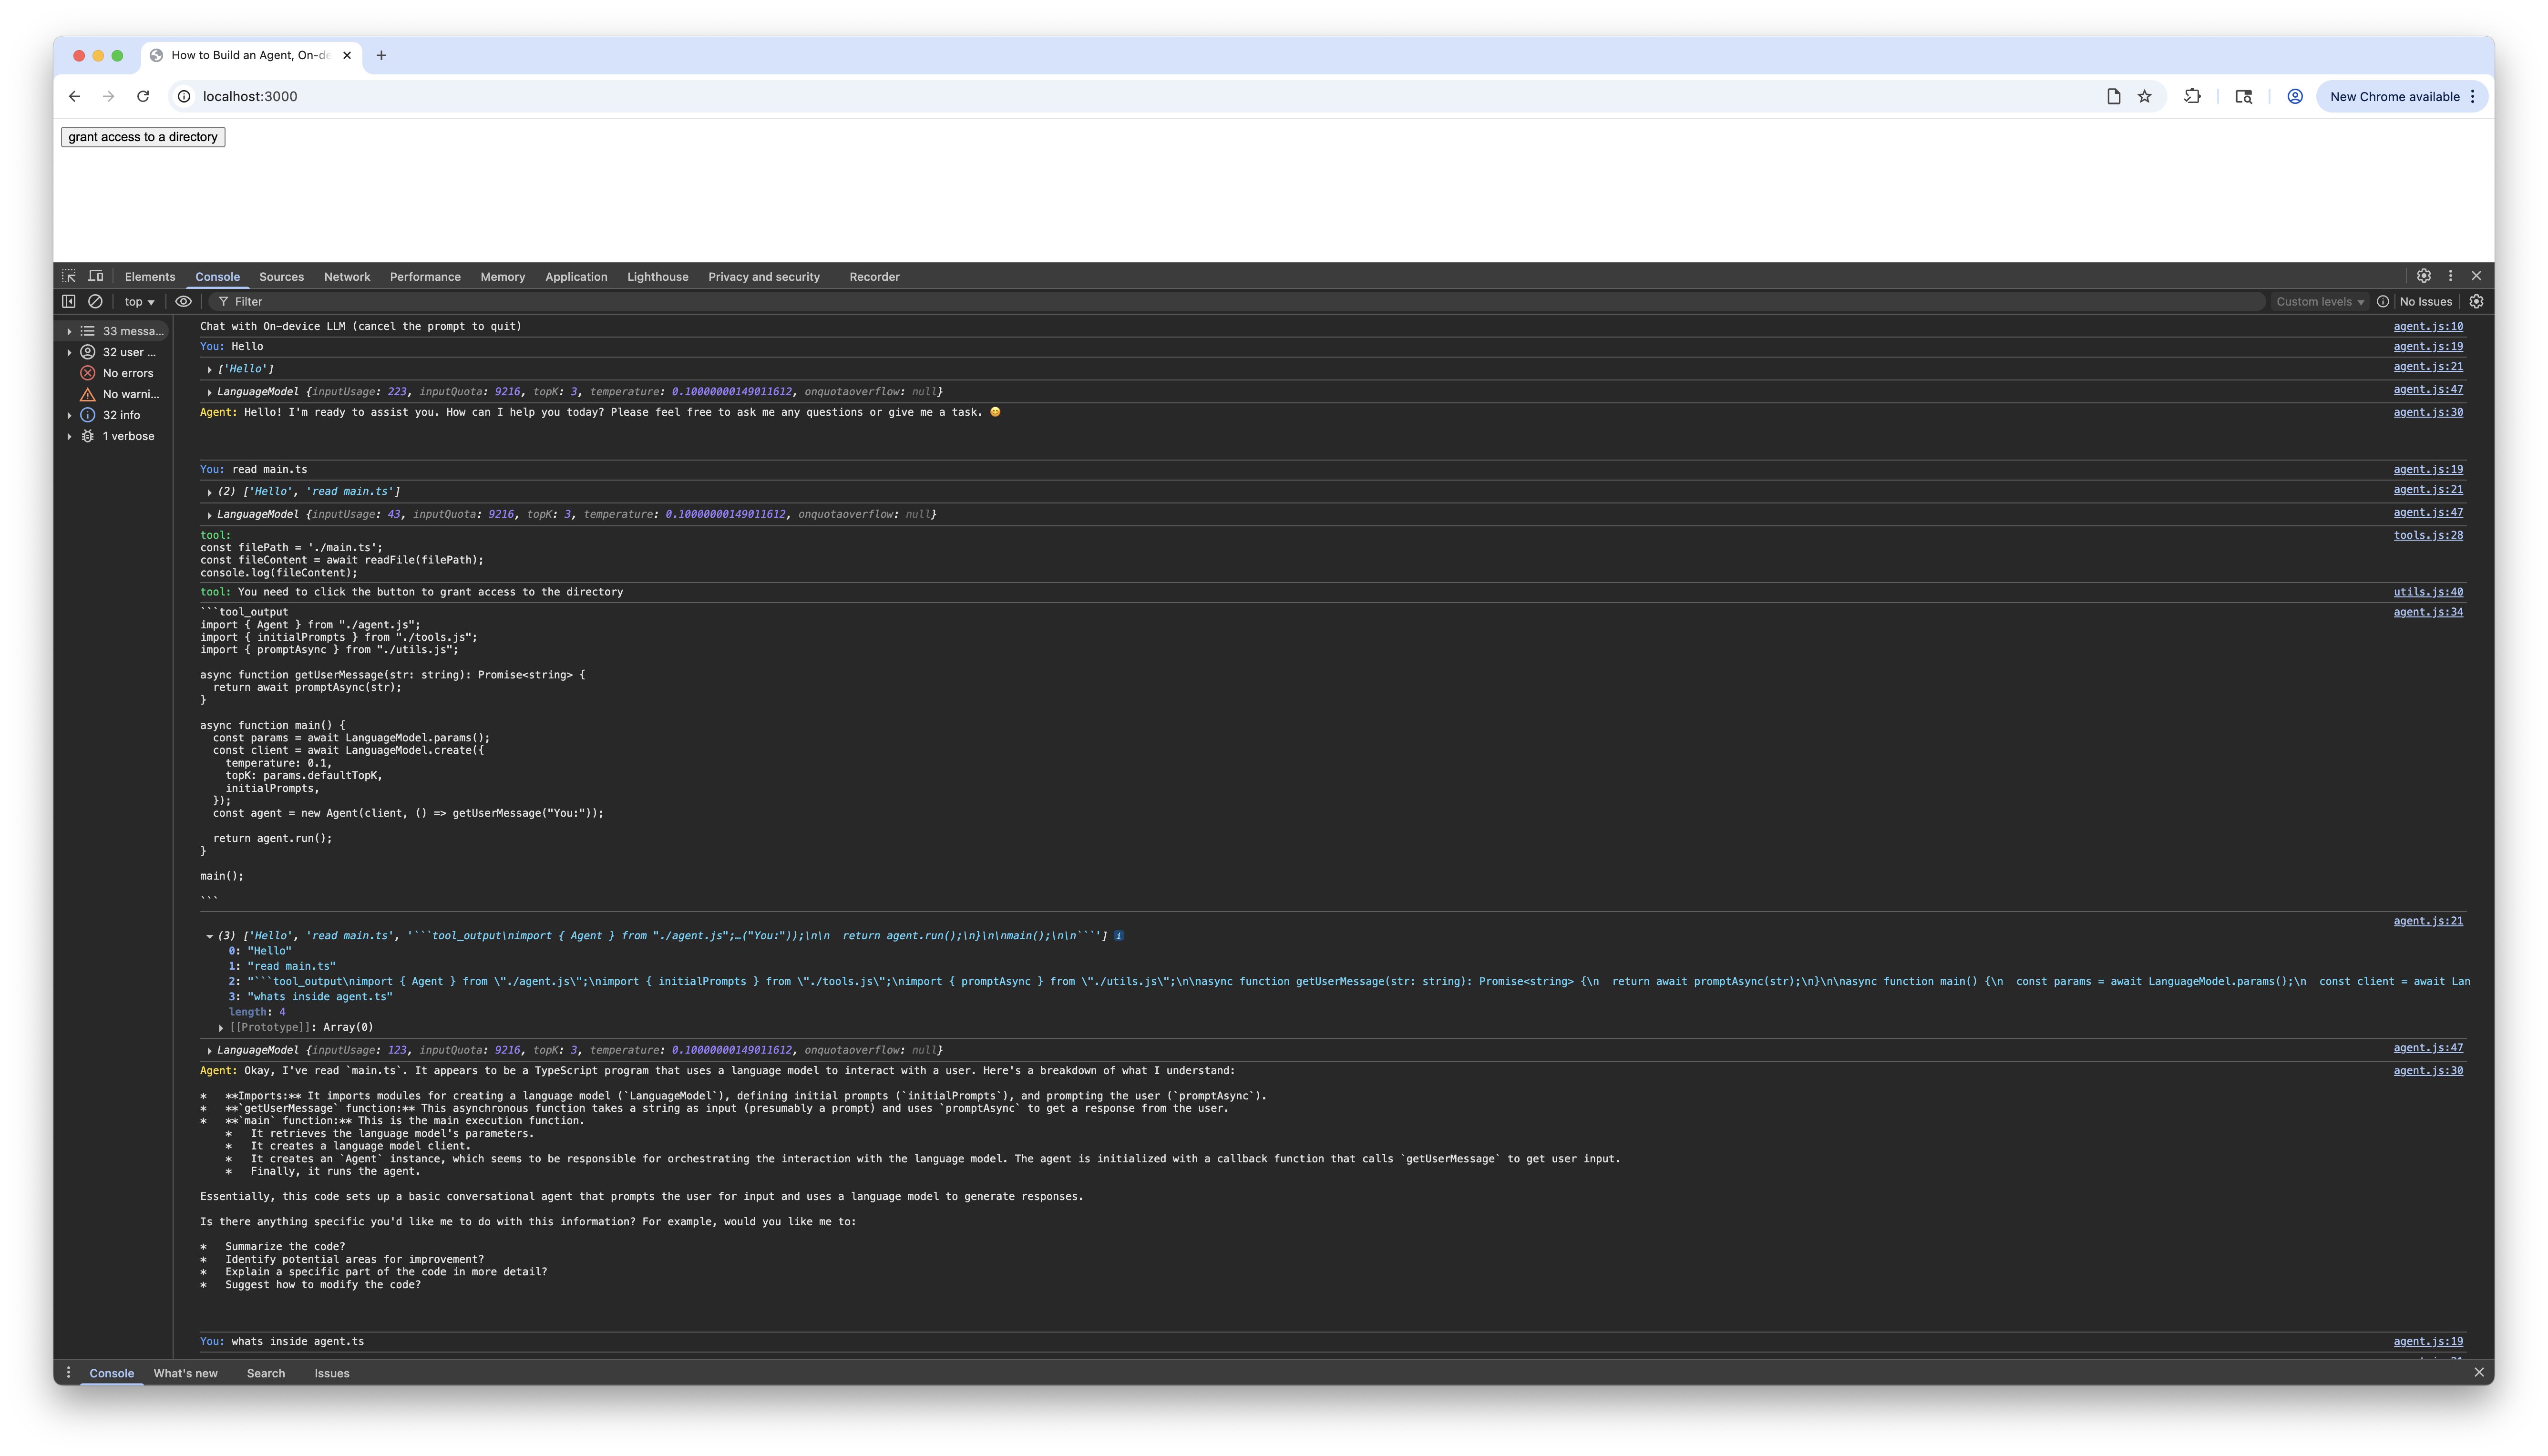 How to Build an Agent, On-de
localhost:3000
New Chrome available
grant access to a directory
Elements Console Sources Network Performance Memory Application Lighthouse Privacy and security Recorder
top Filter Custom levels No Issues
33 messa...
32 user ...
No errors
No warni...
32 info
1 verbose
Chat with On-device LLM (cancel the prompt to quit) agent.js:10
You: Hello agent.js:19
['Hello'] agent.js:21
LanguageModel {inputUsage: 223, inputQuota: 9216, topK: 3, temperature: 0.10000000149011612, onquotaoverflow: null} agent.js:47
Agent: Hello! I'm ready to assist you. How can I help you today? Please feel free to ask me any questions or give me a task. 😊 agent.js:30
You: read main.ts agent.js:19
(2) ['Hello', 'read main.ts'] agent.js:21
LanguageModel {inputUsage: 43, inputQuota: 9216, topK: 3, temperature: 0.10000000149011612, onquotaoverflow: null} agent.js:47
tool: tools.js:28
const filePath = './main.ts';
const fileContent = await readFile(filePath);
console.log(fileContent);
tool: You need to click the button to grant access to the directory utils.js:40
```tool_output agent.js:34
import { Agent } from "./agent.js";
import { initialPrompts } from "./tools.js";
import { promptAsync } from "./utils.js";
async function getUserMessage(str: string): Promise<string> {
  return await promptAsync(str);
}
async function main() {
  const params = await LanguageModel.params();
  const client = await LanguageModel.create({
    temperature: 0.1,
    topK: params.defaultTopK,
    initialPrompts,
  });
  const agent = new Agent(client, () => getUserMessage("You:"));
  return agent.run();
}
main();
```
agent.js:21
(3) ['Hello', 'read main.ts', '```tool_output\nimport { Agent } from "./agent.js";…("You:"));\n\n  return agent.run();\n}\n\nmain();\n\n```'] i
0: "Hello"
1: "read main.ts"
2: "```tool_output\nimport { Agent } from \"./agent.js\";\nimport { initialPrompts } from \"./tools.js\";\nimport { promptAsync } from \"./utils.js\";\n\nasync function getUserMessage(str: string): Promise<string> {\n  return await promptAsync(str);\n}\n\nasync function main() {\n  const params = await LanguageModel.params();\n  const client = await Lan
3: "whats inside agent.ts"
length: 4
[[Prototype]]: Array(0)
LanguageModel {inputUsage: 123, inputQuota: 9216, topK: 3, temperature: 0.10000000149011612, onquotaoverflow: null} agent.js:47
Agent: Okay, I've read `main.ts`. It appears to be a TypeScript program that uses a language model to interact with a user. Here's a breakdown of what I understand: agent.js:30
*   **Imports:** It imports modules for creating a language model (`LanguageModel`), defining initial prompts (`initialPrompts`), and prompting the user (`promptAsync`).
*   **`getUserMessage` function:** This asynchronous function takes a string as input (presumably a prompt) and uses `promptAsync` to get a response from the user.
*   **`main` function:** This is the main execution function.
    *   It retrieves the language model's parameters.
    *   It creates a language model client.
    *   It creates an `Agent` instance, which seems to be responsible for orchestrating the interaction with the language model. The agent is initialized with a callback function that calls `getUserMessage` to get user input.
    *   Finally, it runs the agent.
Essentially, this code sets up a basic conversational agent that prompts the user for input and uses a language model to generate responses.
Is there anything specific you'd like me to do with this information? For example, would you like me to:
*   Summarize the code?
*   Identify potential areas for improvement?
*   Explain a specific part of the code in more detail?
*   Suggest how to modify the code?
You: whats inside agent.ts agent.js:19
Console What's new Search Issues